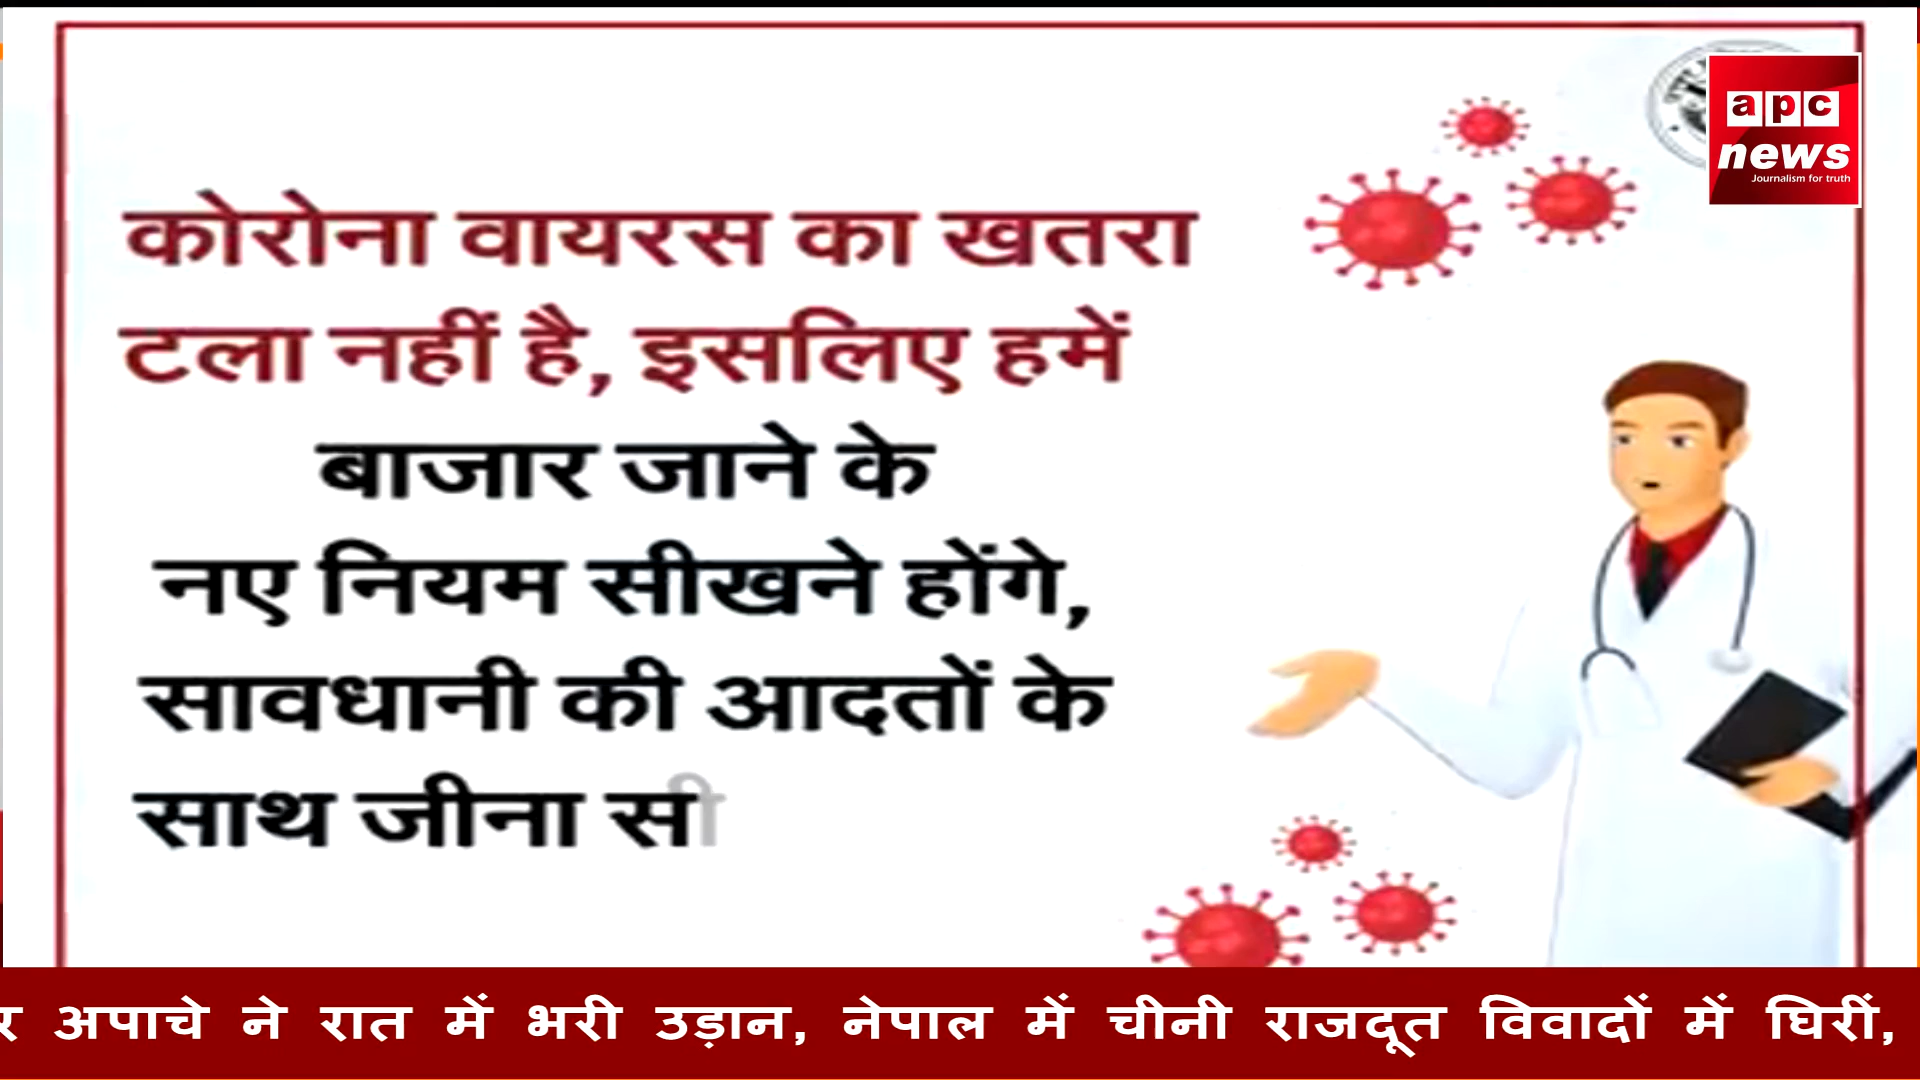 apc
news
Journalism for truth
कोरोना वायरस का खतरा
टला नहीं है, इसलिए हमें
बाजार जाने के
नए नियम सीखने होंगे,
सावधानी की आदतों के
साथ जीना सी
र अपाचे ने रात में भरी उड़ान, नेपाल में चीनी राजदूत विवादों में घिरीं,